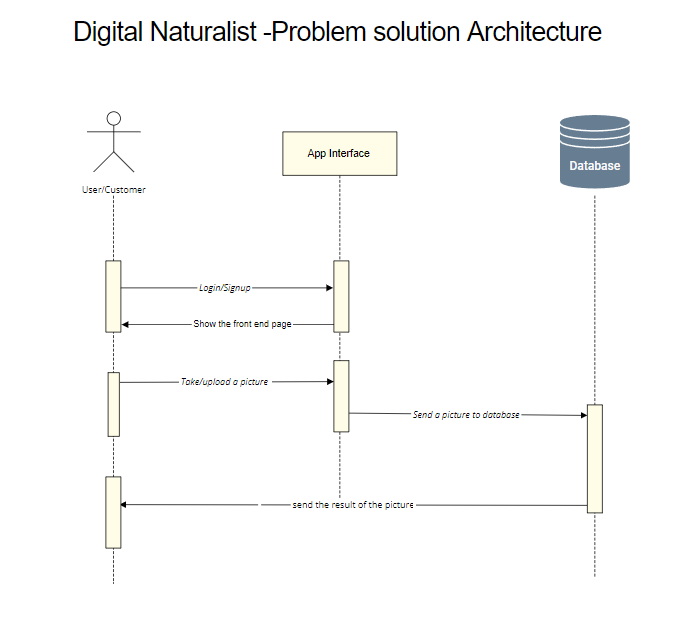 Digital Naturalist -Problem solution Architecture
User/Customer
App Interface
Database
Login/Signup
Show the front end page
Take/upload a picture
Send a picture to database
send the result of the picture